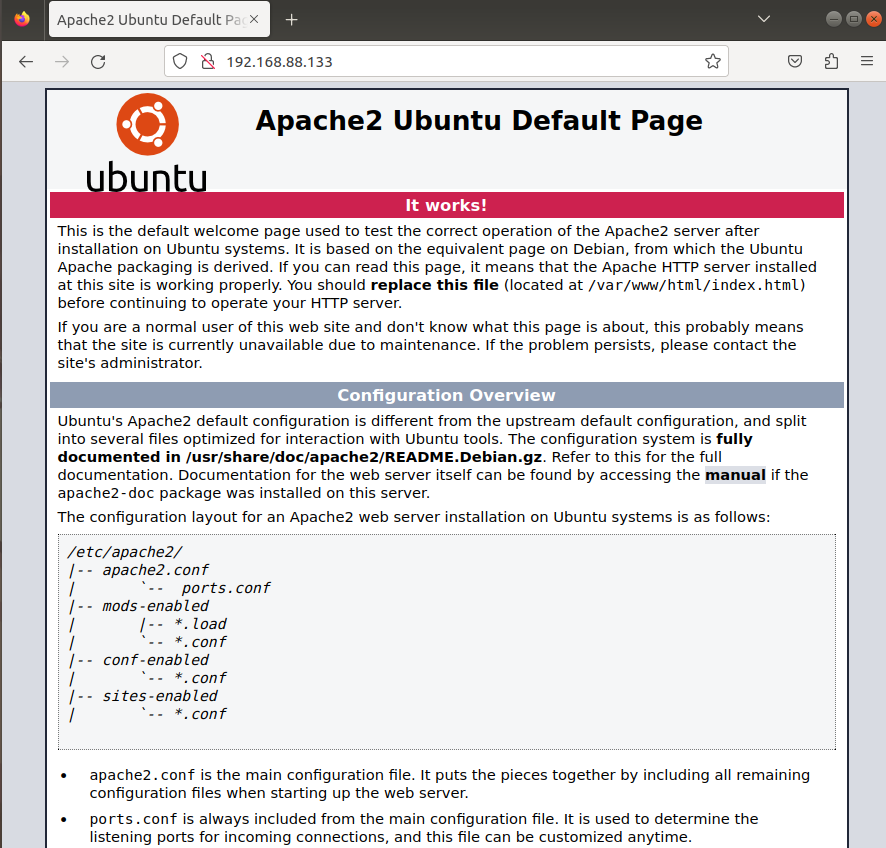 Apache2 Ubuntu Default Pa
192.168.88.133
ubuntu
Apache2 Ubuntu Default Page
It works!
This is the default welcome page used to test the correct operation of the Apache2 server after
installation on Ubuntu systems. It is based on the equivalent page on Debian, from which the Ubuntu
Apache packaging is derived. If you can read this page, it means that the Apache HTTP server installed
at this site is working properly. You should replace this file (located at /var/www/html/index.html)
before continuing to operate your HTTP server.
If you are a normal user of this web site and don't know what this page is about, this probably means
that the site is currently unavailable due to maintenance. If the problem persists, please contact the
site's administrator.
Configuration Overview
Ubuntu's Apache2 default configuration is different from the upstream default configuration, and split
into several files optimized for interaction with Ubuntu tools. The configuration system is fully
documented in /usr/share/doc/apache2/README.Debian.gz. Refer to this for the full
documentation. Documentation for the web server itself can be found by accessing the manual if the
apache2-doc package was installed on this server.
The configuration layout for an Apache2 web server installation on Ubuntu systems is as follows:
/etc/apache2/
|-- apache2.conf
|       `--  ports.conf
|-- mods-enabled
|       |-- *.load
|       `-- *.conf
|-- conf-enabled
|       `-- *.conf
|-- sites-enabled
|       `-- *.conf
• apache2.conf is the main configuration file. It puts the pieces together by including all remaining
configuration files when starting up the web server.
• ports.conf is always included from the main configuration file. It is used to determine the
listening ports for incoming connections, and this file can be customized anytime.